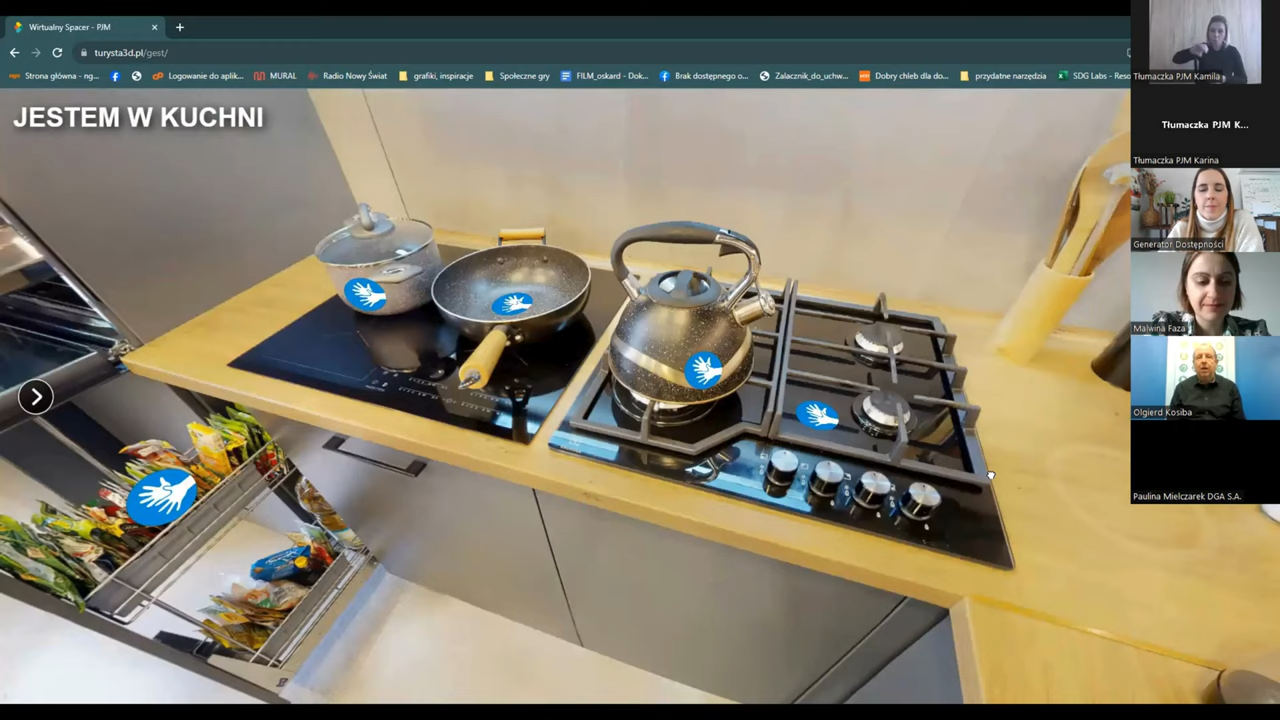 Wirtualny Spacer - PJM
turysta3d.pl/gest/
Strona główna - ng...
Logowanie do aplik...
MURAL
Radio Nowy Świat
grafiki, inspiracje
Społeczne gry
FILM_oskard - Dok...
Brak dostępnego o...
Zalacznik_do_uchw...
Dobry chleb dla do...
przydatne narzędzia
SDG Labs - Reso
JESTEM W KUCHNI
Tłumaczka PJM Kamila
Tłumaczka PJM K...
Tłumaczka PJM Karina
Generator Dostępności
Malwina Faza
Olgierd Kosiba
Paulina Mielczarek DGA S.A.